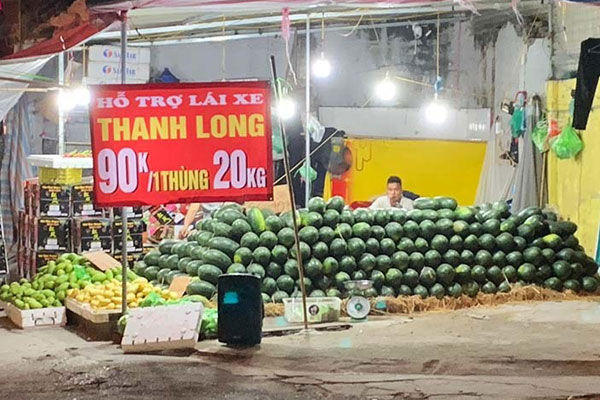 HỖ TRỢ LÁI XE
THANH LONG
90K/1THÙNG 20KG